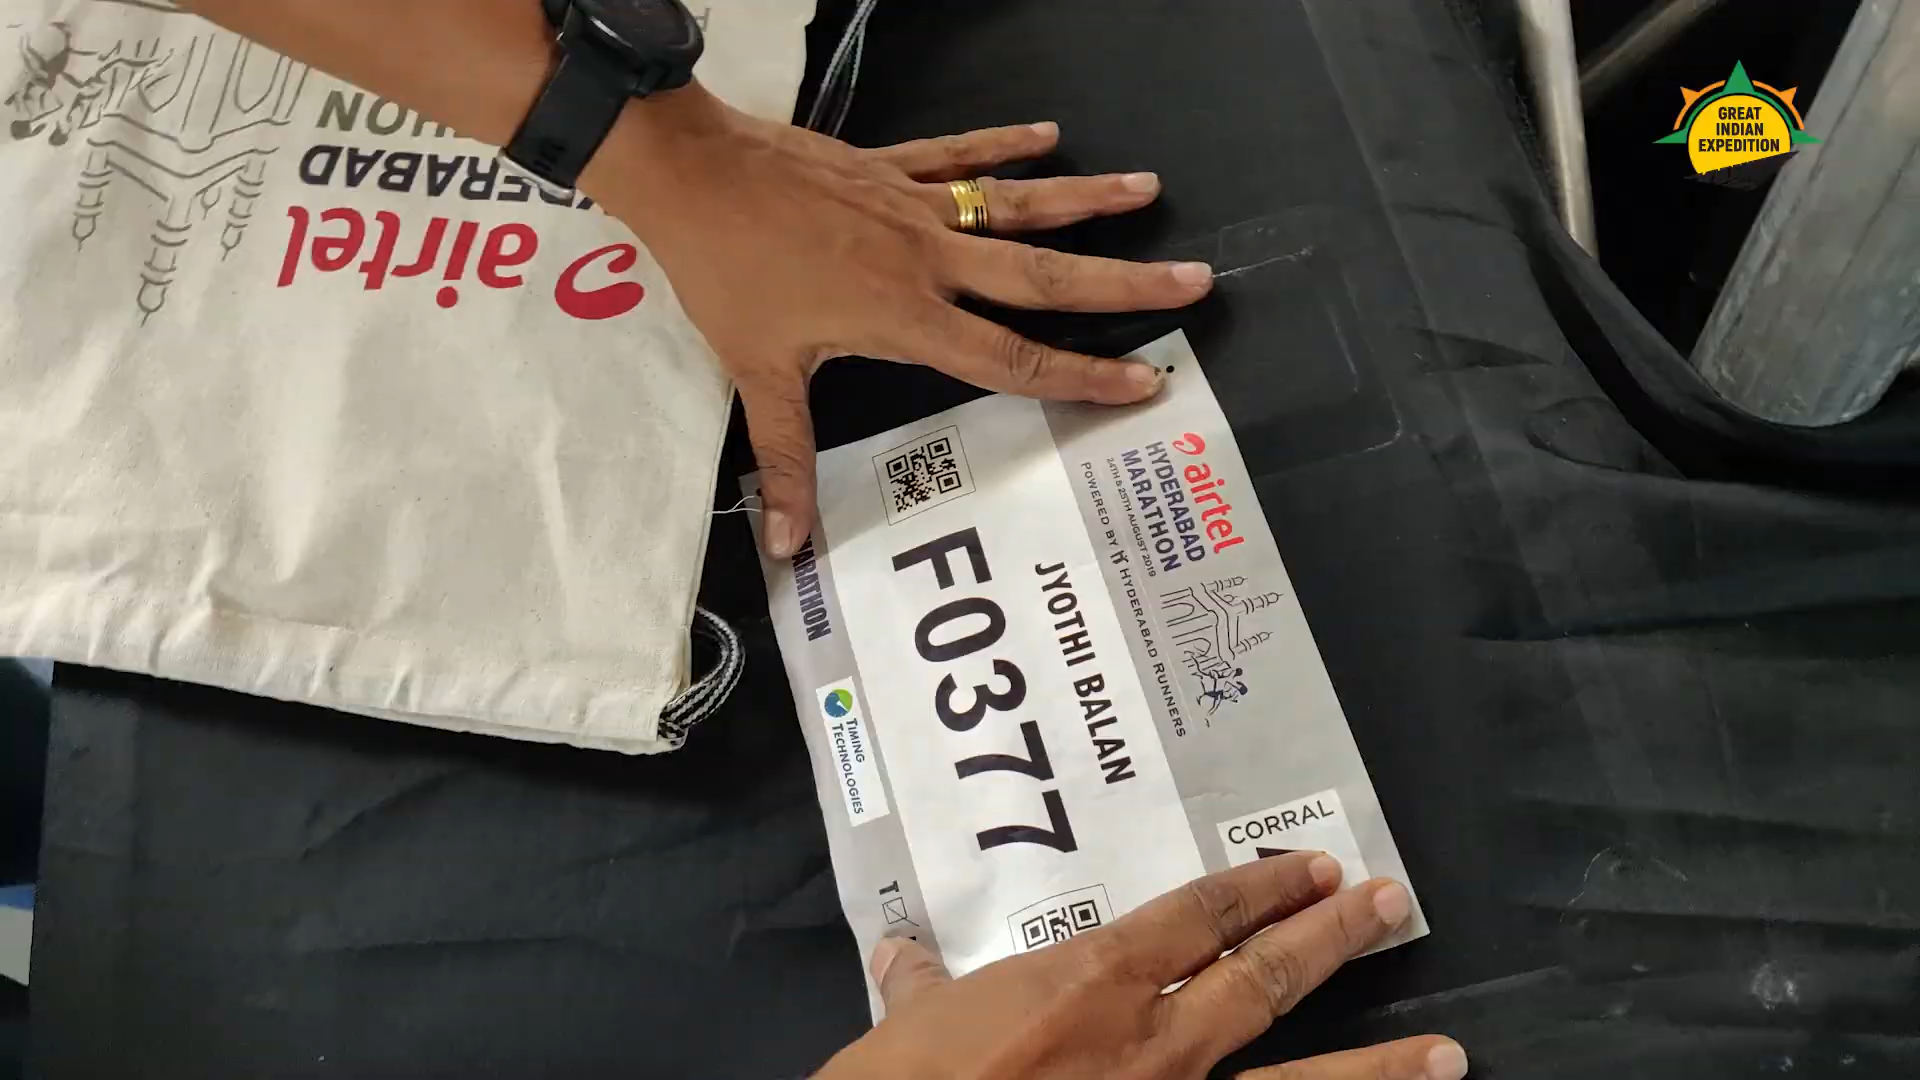 airtel
HYDERABAD
airtel
HYDERABAD
MARATHON
24TH & 25TH AUGUST 2019
POWERED BY HYDERABAD RUNNERS
JYOTHI BALAN
F0377
CORRAL
TIMING
TECHNOLOGIES
T
GREAT
INDIAN
EXPEDITION